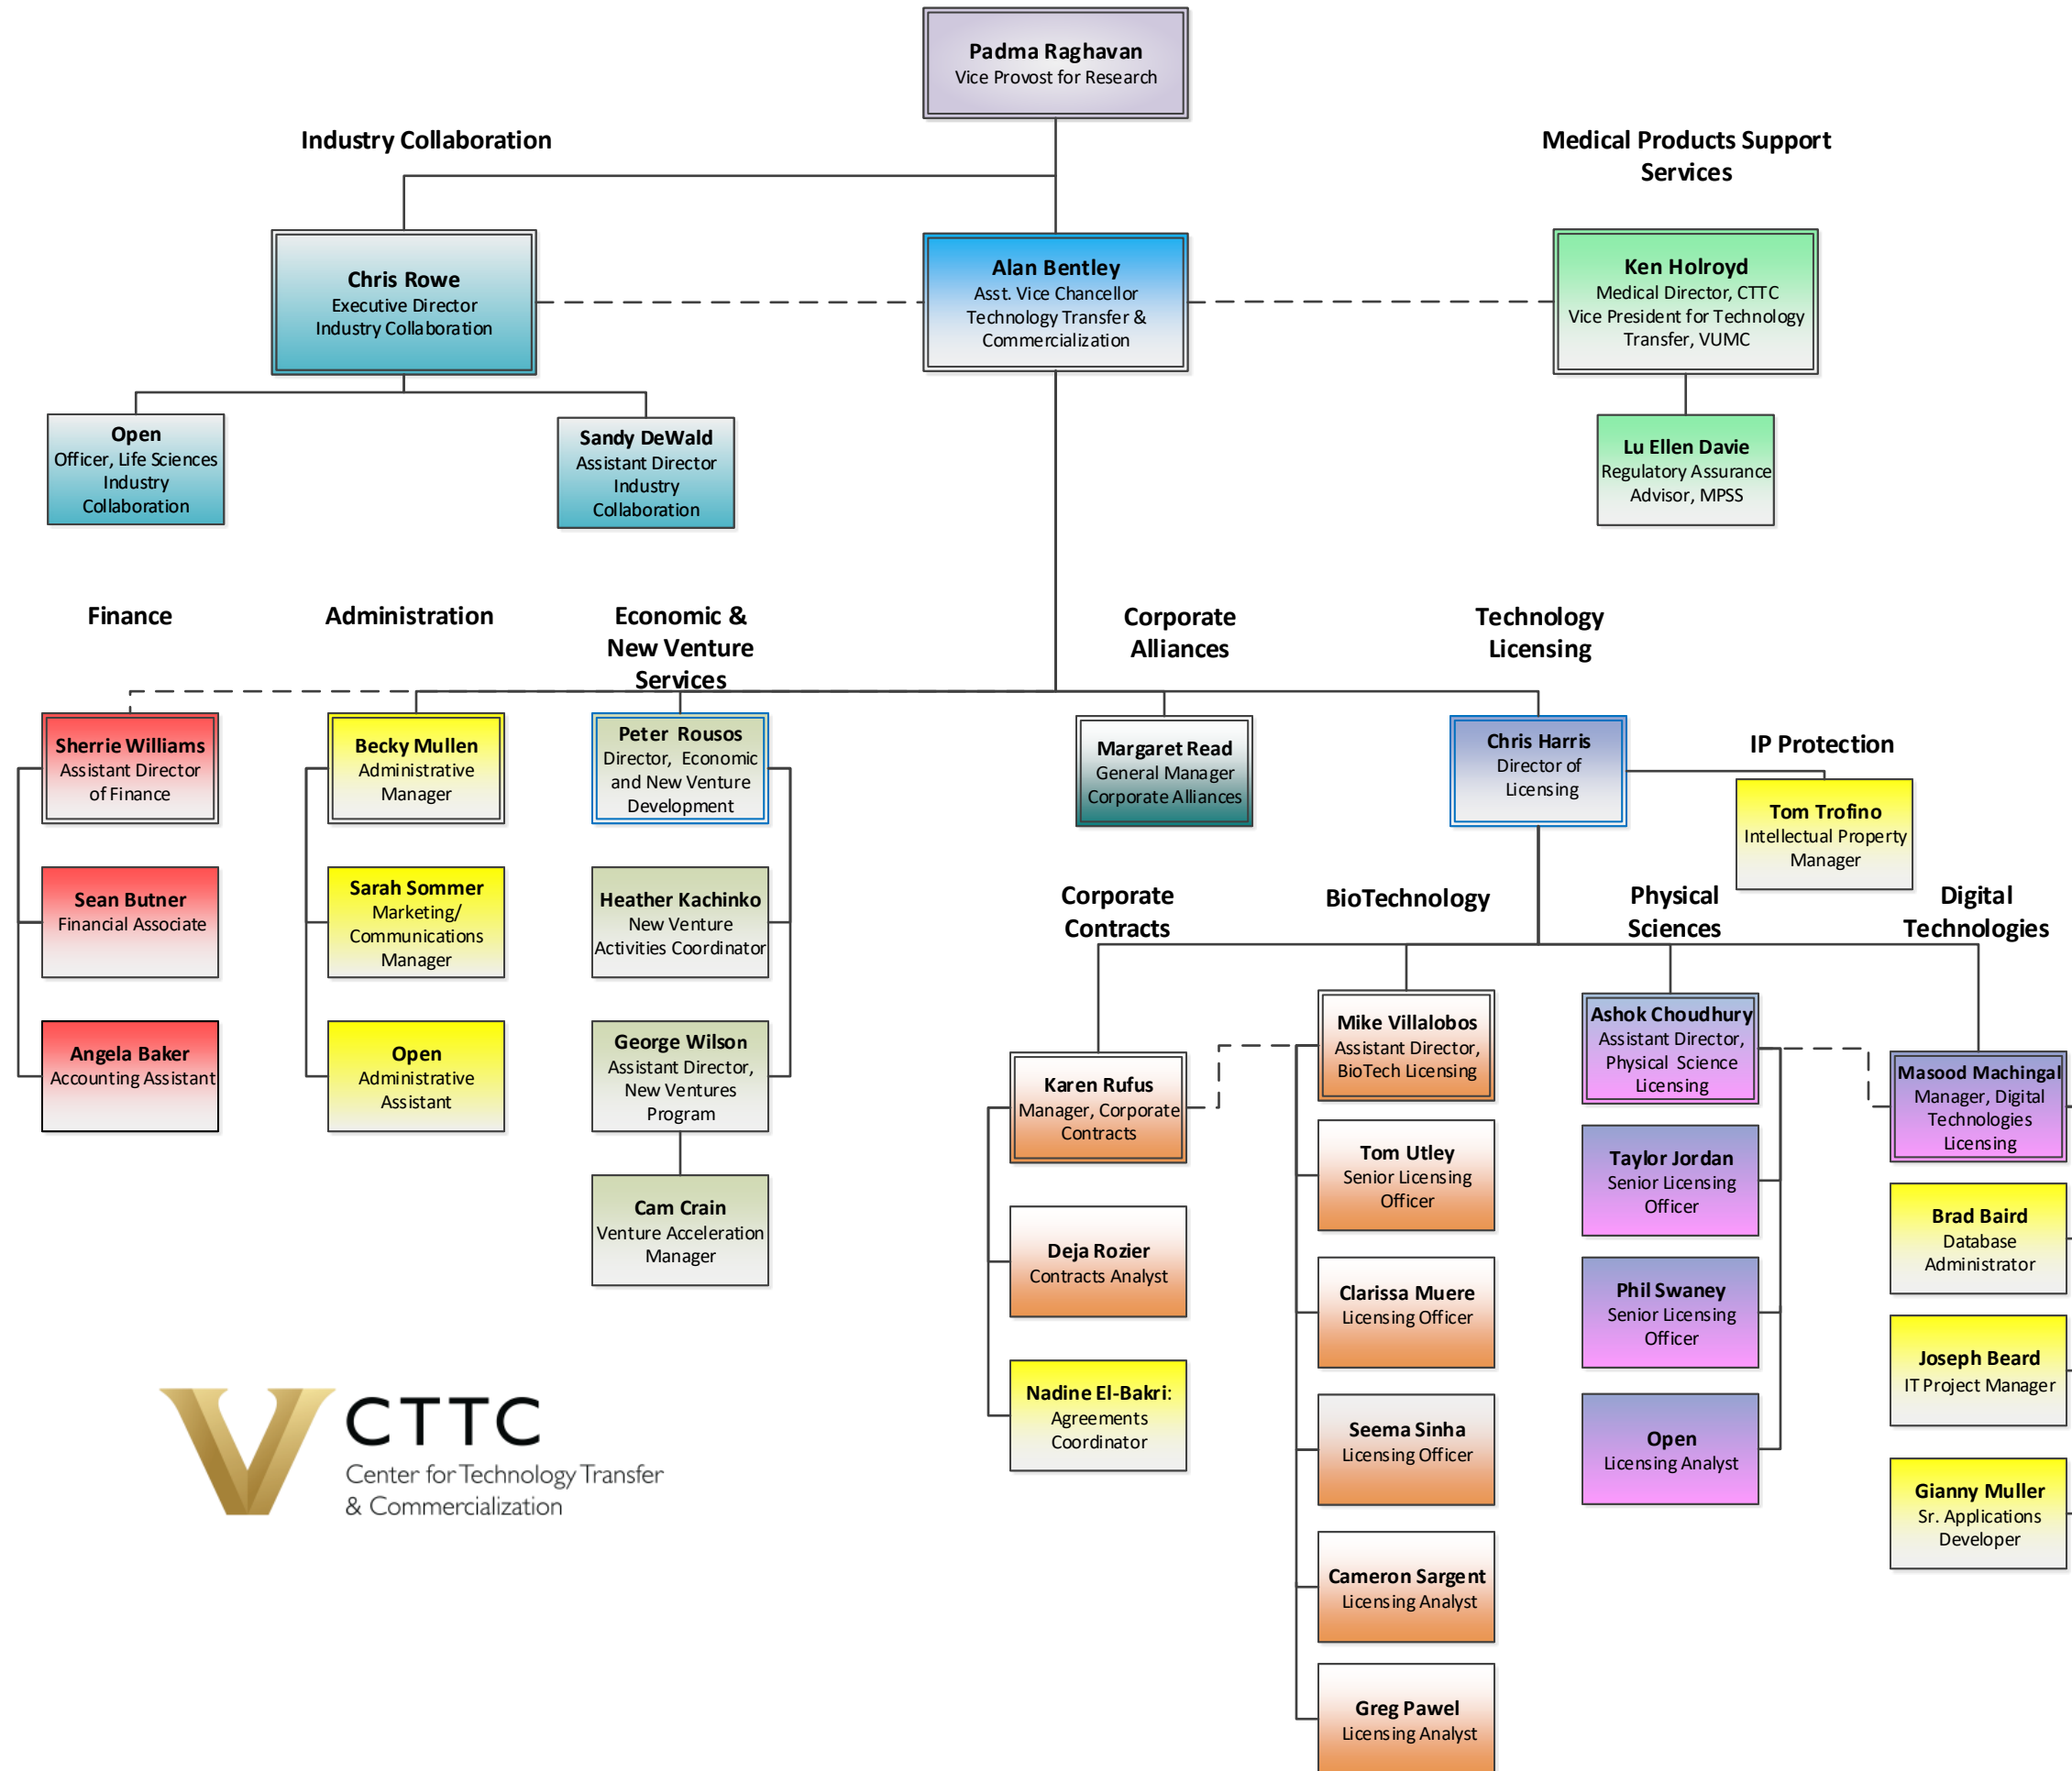 Padma Raghavan
Vice Provost for Research
Industry Collaboration
Medical Products Support
Services
Chris Rowe
Executive Director
Industry Collaboration
Alan Bentley
Asst. Vice Chancellor
Technology Transfer &
Commercialization
Ken Holroyd
Medical Director, CTTC
Vice President for Technology
Transfer, VUMC
Open
Officer, Life Sciences
Industry
Collaboration
Sandy DeWald
Assistant Director
Industry
Collaboration
Lu Ellen Davie
Regulatory Assurance
Advisor, MPSS
Finance
Administration
Economic &
New Venture
Services
Corporate
Alliances
Technology
Licensing
Sherrie Williams
Assistant Director
of Finance
Becky Mullen
Administrative
Manager
Peter Rousos
Director, Economic
and New Venture
Development
Margaret Read
General Manager
Corporate Alliances
Chris Harris
Director of
Licensing
IP Protection
Tom Trofino
Intellectual Property
Manager
Sean Butner
Financial Associate
Sarah Sommer
Marketing/
Communications
Manager
Heather Kachinko
New Venture
Activities Coordinator
Corporate
Contracts
BioTechnology
Physical
Sciences
Digital
Technologies
Angela Baker
Accounting Assistant
Open
Administrative
Assistant
George Wilson
Assistant Director,
New Ventures
Program
Cam Crain
Venture Acceleration
Manager
Karen Rufus
Manager, Corporate
Contracts
Deja Rozier
Contracts Analyst
Nadine El-Bakri:
Agreements
Coordinator
Mike Villalobos
Assistant Director,
BioTech Licensing
Tom Utley
Senior Licensing
Officer
Clarissa Muere
Licensing Officer
Seema Sinha
Licensing Officer
Cameron Sargent
Licensing Analyst
Greg Pawel
Licensing Analyst
Ashok Choudhury
Assistant Director,
Physical Science
Licensing
Taylor Jordan
Senior Licensing
Officer
Phil Swaney
Senior Licensing
Officer
Open
Licensing Analyst
Masood Machingal
Manager, Digital
Technologies
Licensing
Brad Baird
Database
Administrator
Joseph Beard
IT Project Manager
Gianny Muller
Sr. Applications
Developer
V CTTC
Center for Technology Transfer
& Commercialization